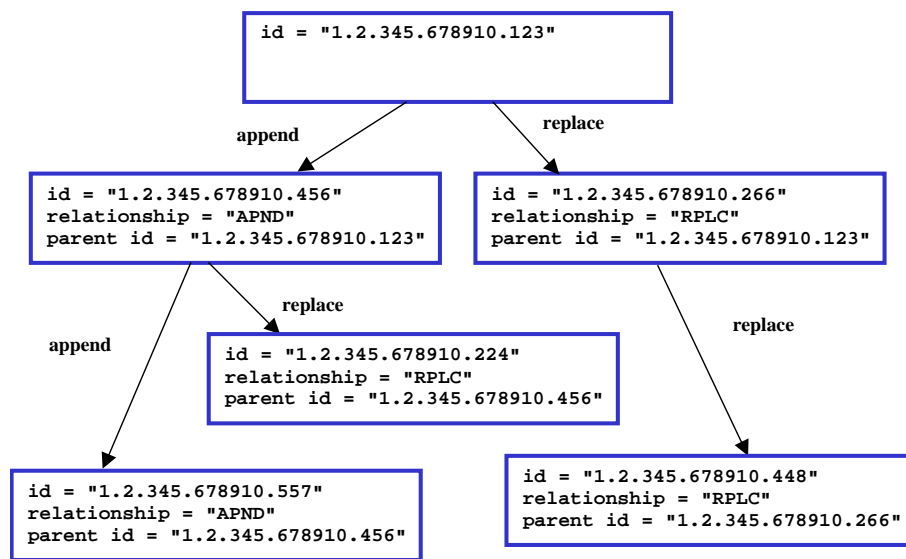 id = "1.2.345.678910.123"
append
replace
id = "1.2.345.678910.456"
relationship = "APND"
parent id = "1.2.345.678910.123"
id = "1.2.345.678910.266"
relationship = "RPLC"
parent id = "1.2.345.678910.123"
append
replace
replace
id = "1.2.345.678910.224"
relationship = "RPLC"
parent id = "1.2.345.678910.456"
id = "1.2.345.678910.557"
relationship = "APND"
parent id = "1.2.345.678910.456"
id = "1.2.345.678910.448"
relationship = "RPLC"
parent id = "1.2.345.678910.266"